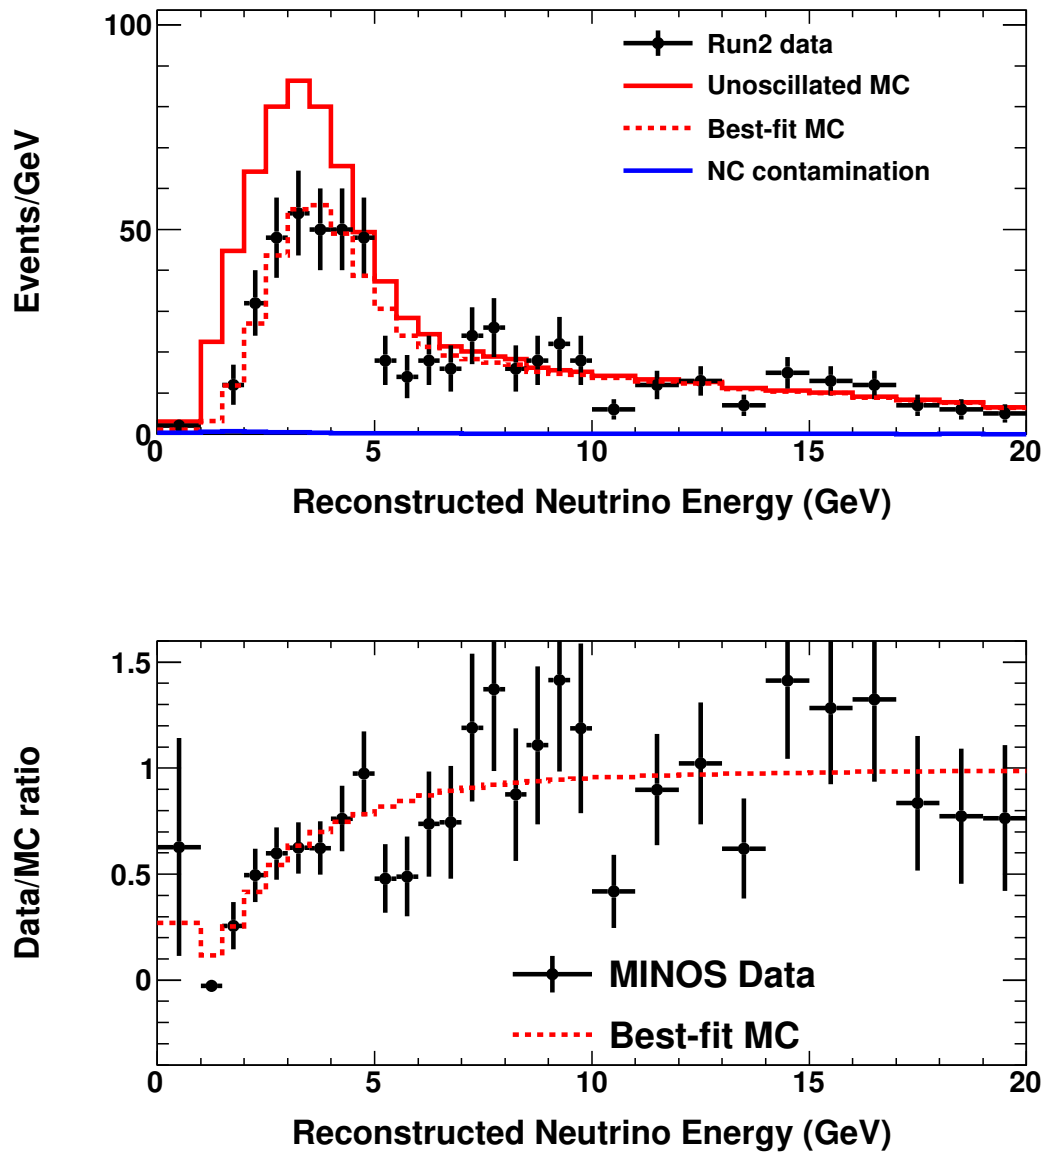 100
50
0
Events/GeV
Run2 data
Unoscillated MC
Best-fit MC
NC contamination
0 5 10 15 20
Reconstructed Neutrino Energy (GeV)
1.5
1
0.5
0
Data/MC ratio
MINOS Data
Best-fit MC
0 5 10 15 20
Reconstructed Neutrino Energy (GeV)